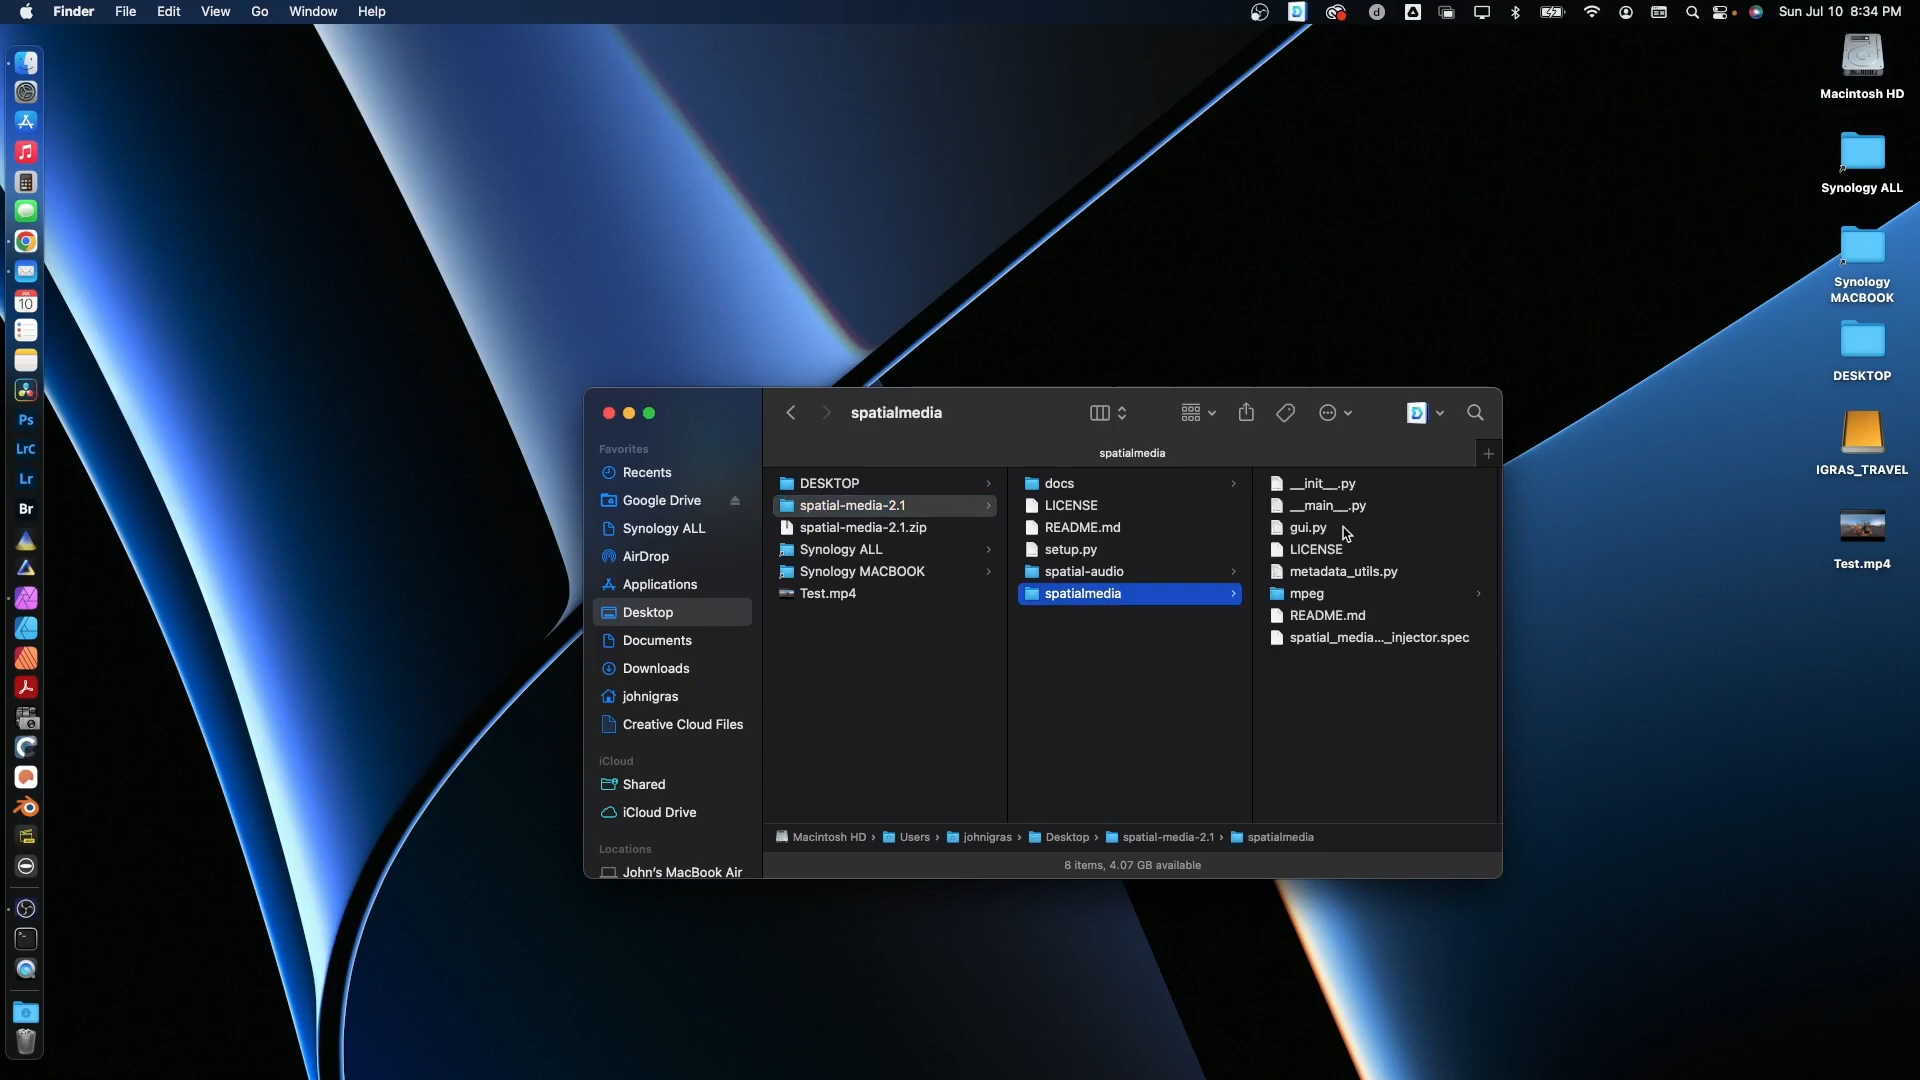 Finder File Edit View Go Window Help
Sun Jul 10 8:34 PM
Macintosh HD
Synology ALL
Synology
MACBOOK
DESKTOP
IGRAS_TRAVEL
Test.mp4
10
Ps
LrC
Lr
Br
spatialmedia
spatialmedia
Favorites
Recents
Google Drive
Synology ALL
AirDrop
Applications
Desktop
Documents
Downloads
johnigras
Creative Cloud Files
iCloud
Shared
iCloud Drive
Locations
John's MacBook Air
DESKTOP
spatial-media-2.1
spatial-media-2.1.zip
Synology ALL
Synology MACBOOK
Test.mp4
docs
LICENSE
README.md
setup.py
spatial-audio
spatialmedia
__init__.py
__main__.py
gui.py
LICENSE
metadata_utils.py
mpeg
README.md
spatial_media..._injector.spec
Macintosh HD › Users › johnigras › Desktop › spatial-media-2.1 › spatialmedia
8 items, 4.07 GB available